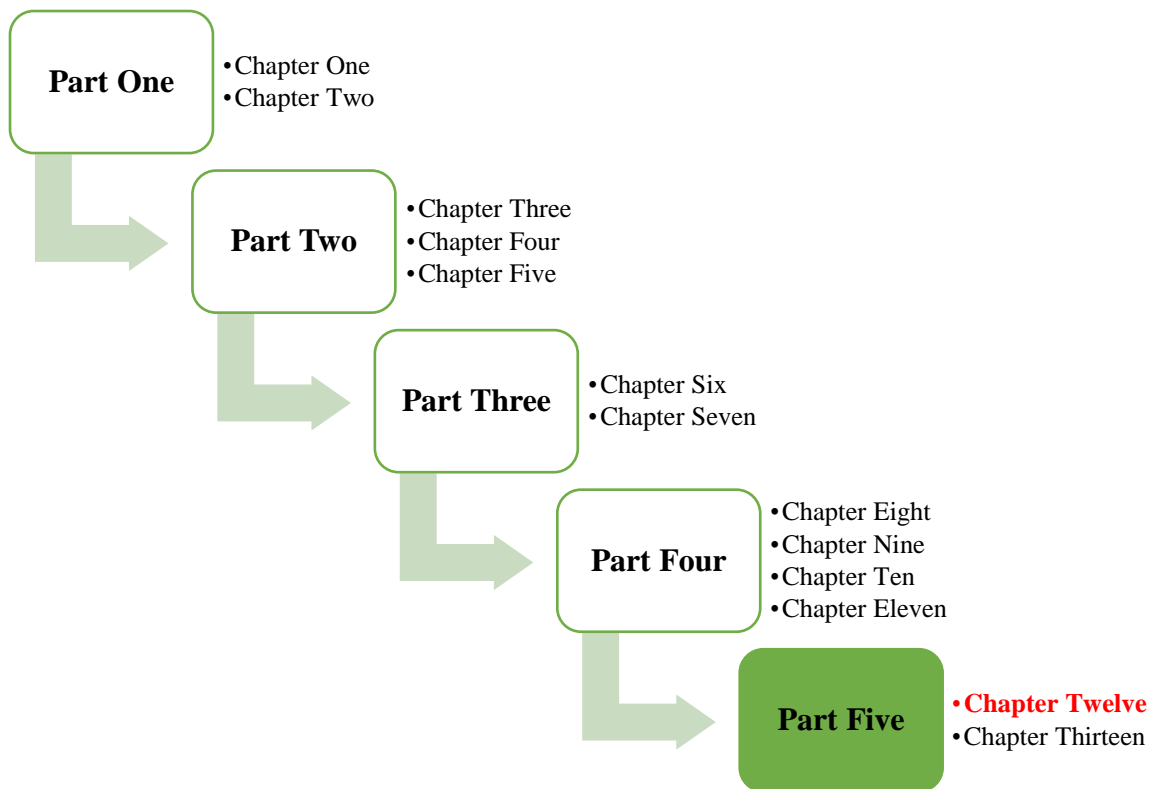 Part One
•Chapter One
•Chapter Two
Part Two
•Chapter Three
•Chapter Four
•Chapter Five
Part Three
•Chapter Six
•Chapter Seven
Part Four
•Chapter Eight
•Chapter Nine
•Chapter Ten
•Chapter Eleven
Part Five
•Chapter Twelve
•Chapter Thirteen